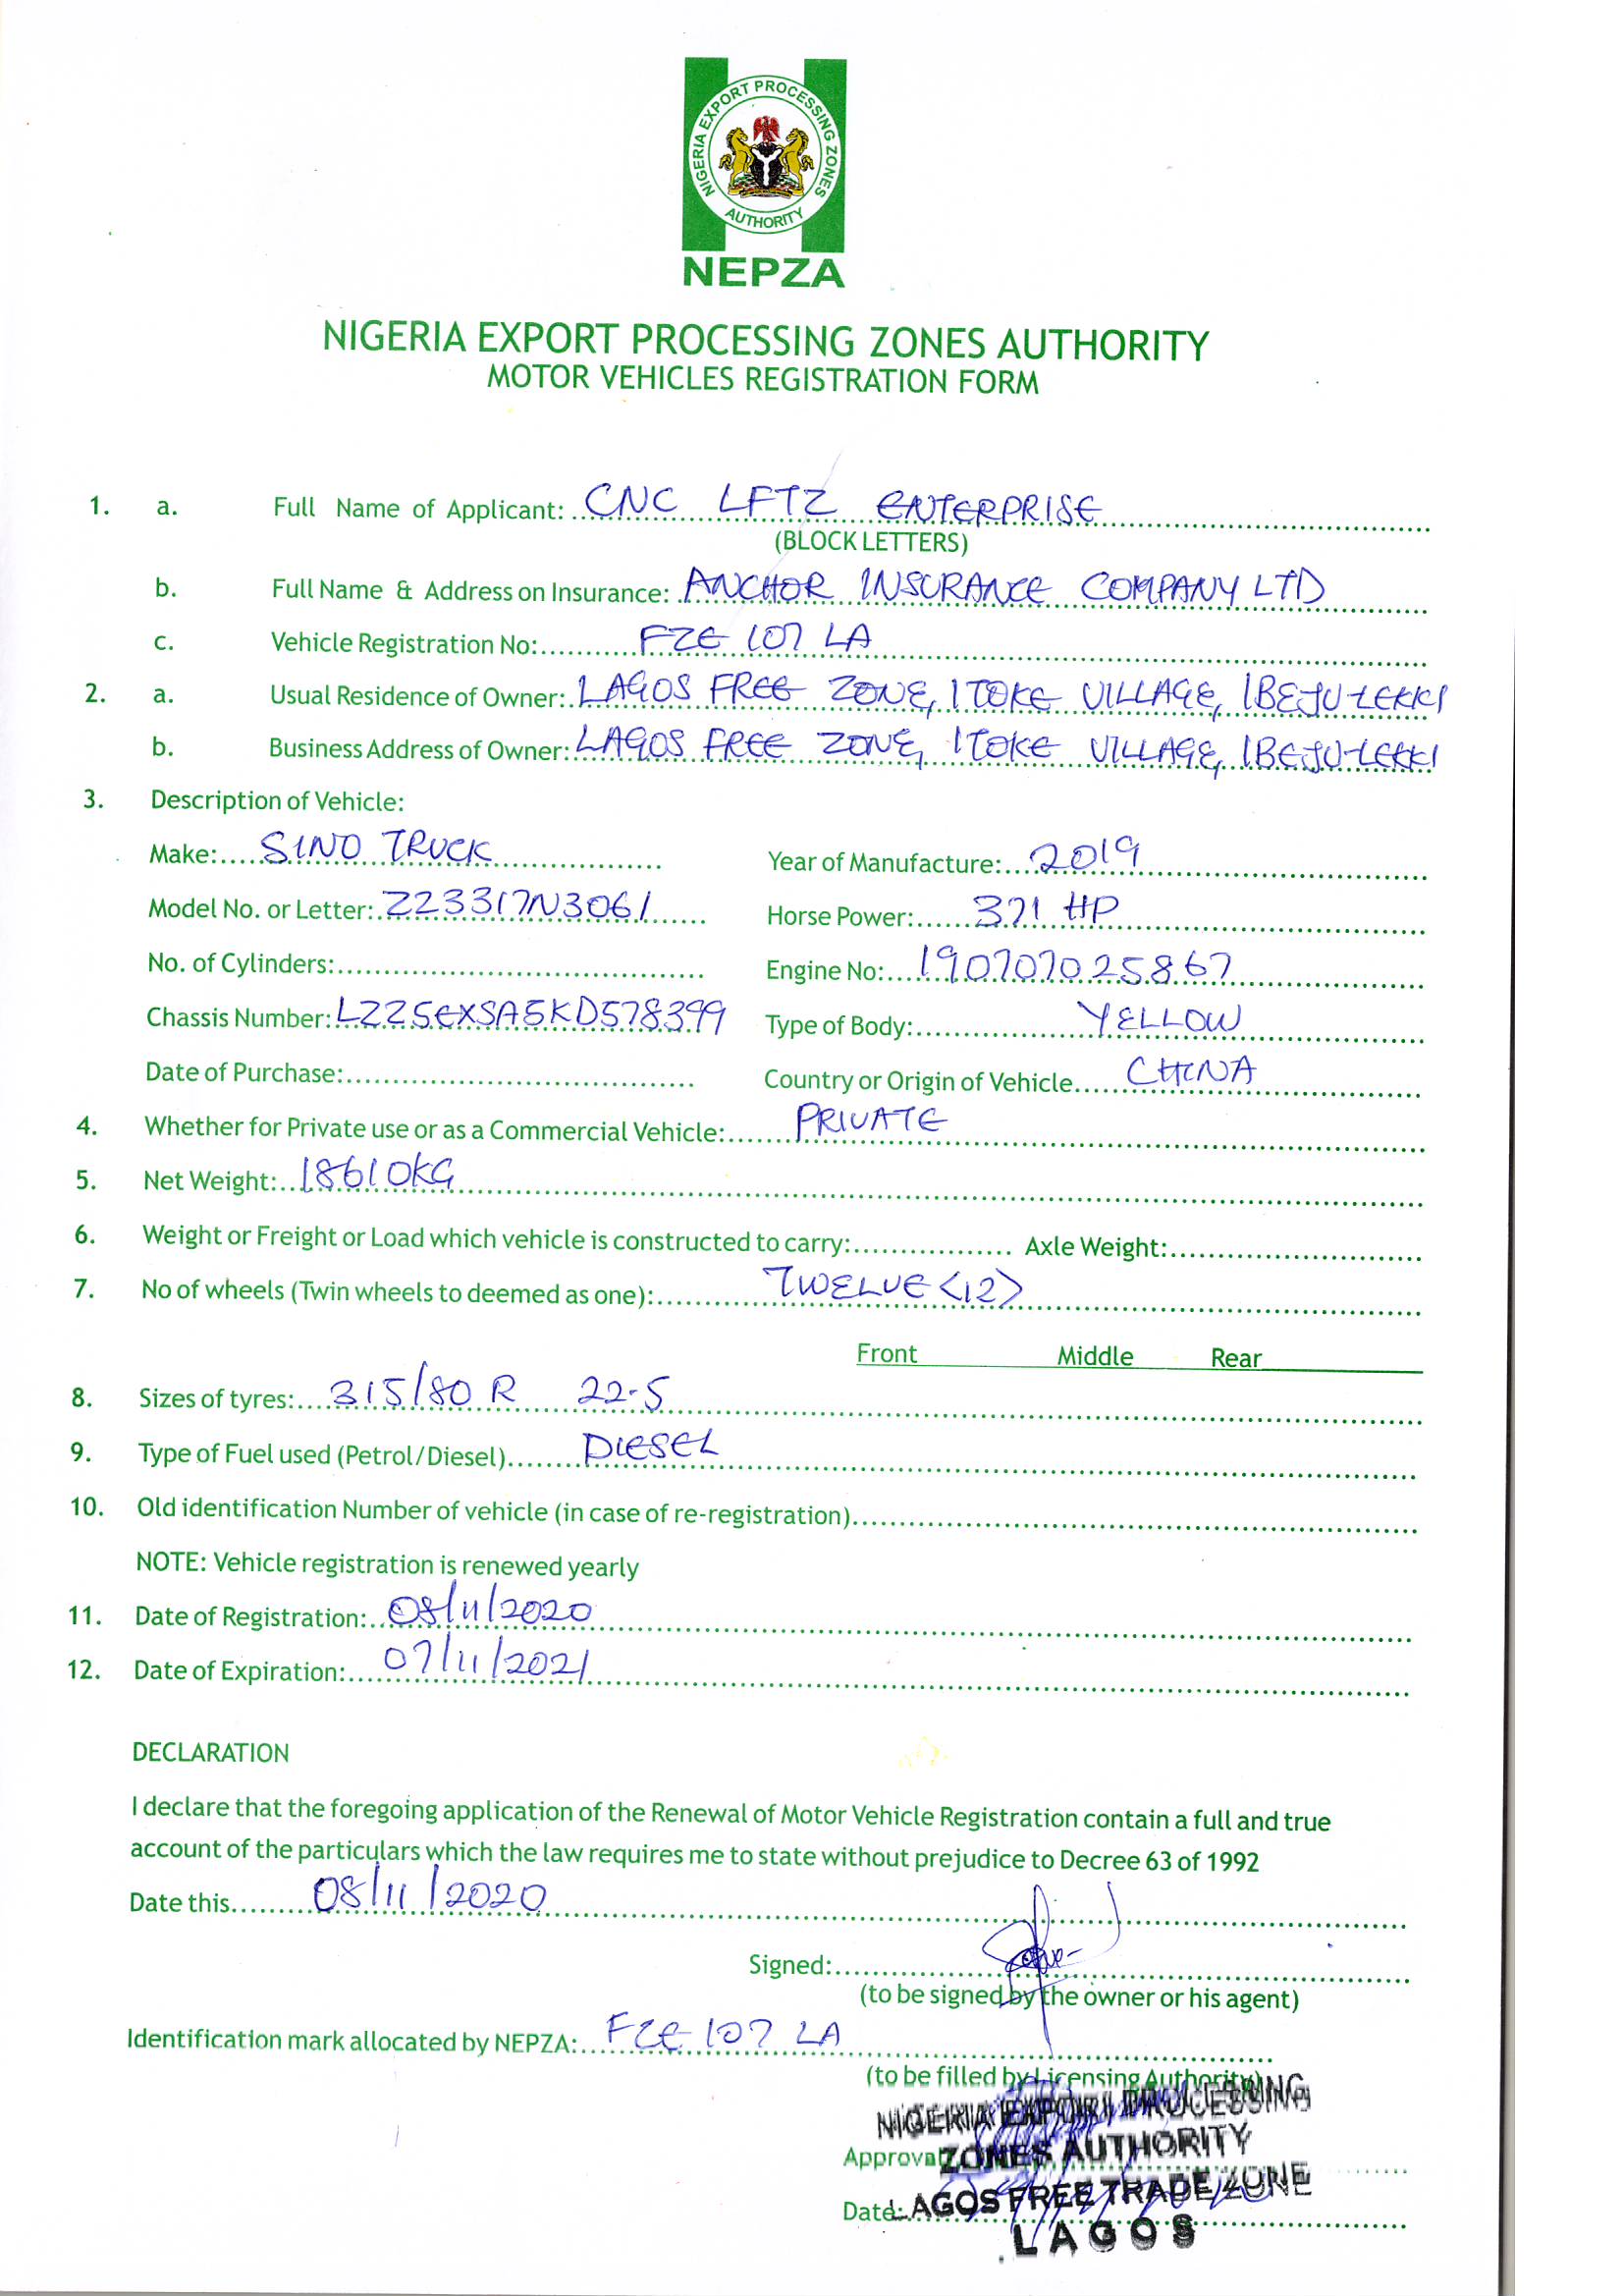 NIGERIA EXPORT PROCESSING ZONES
AUTHORITY
NEPZA
NIGERIA EXPORT PROCESSING ZONES AUTHORITY
MOTOR VEHICLES REGISTRATION FORM
1. a. Full Name of Applicant: CNC LFTZ ENTERPRISE
(BLOCK LETTERS)
b. Full Name & Address on Insurance: ANCHOR INSURANCE COMPANY LTD
c. Vehicle Registration No: FZE 107 LA
2. a. Usual Residence of Owner: LAGOS FREE ZONE, ITOKE VILLAGE, IBEJU-LEKKI
b. Business Address of Owner: LAGOS FREE ZONE, ITOKE VILLAGE, IBEJU-LEKKI
3. Description of Vehicle:
Make: SINO TRUCK Year of Manufacture: 2019
Model No. or Letter: ZZ3317N3061 Horse Power: 371 HP
No. of Cylinders: Engine No: 190707025867
Chassis Number: LZZ5EXSA5KD578399 Type of Body: YELLOW
Date of Purchase: Country or Origin of Vehicle CHINA
4. Whether for Private use or as a Commercial Vehicle: PRIVATE
5. Net Weight: 18610KG
6. Weight or Freight or Load which vehicle is constructed to carry: Axle Weight:
7. No of wheels (Twin wheels to deemed as one): TWELVE <12>
Front Middle Rear
8. Sizes of tyres: 315/80 R 22.5
9. Type of Fuel used (Petrol/Diesel) DIESEL
10. Old identification Number of vehicle (in case of re-registration)
NOTE: Vehicle registration is renewed yearly
11. Date of Registration: 08/11/2020
12. Date of Expiration: 07/11/2021
DECLARATION
I declare that the foregoing application of the Renewal of Motor Vehicle Registration contain a full and true
account of the particulars which the law requires me to state without prejudice to Decree 63 of 1992
Date this 08/11/2020
Signed:
(to be signed by the owner or his agent)
Identification mark allocated by NEPZA: FZE 107 LA
(to be filled by Licensing Authority)
NIGERIA EXPORT PROCESSING
Approval: ZONES AUTHORITY
Date: LAGOS FREE TRADE ZONE
LAGOS